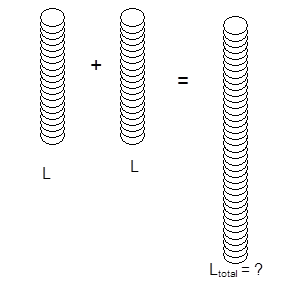 +
=
L
L
Ltotal = ?